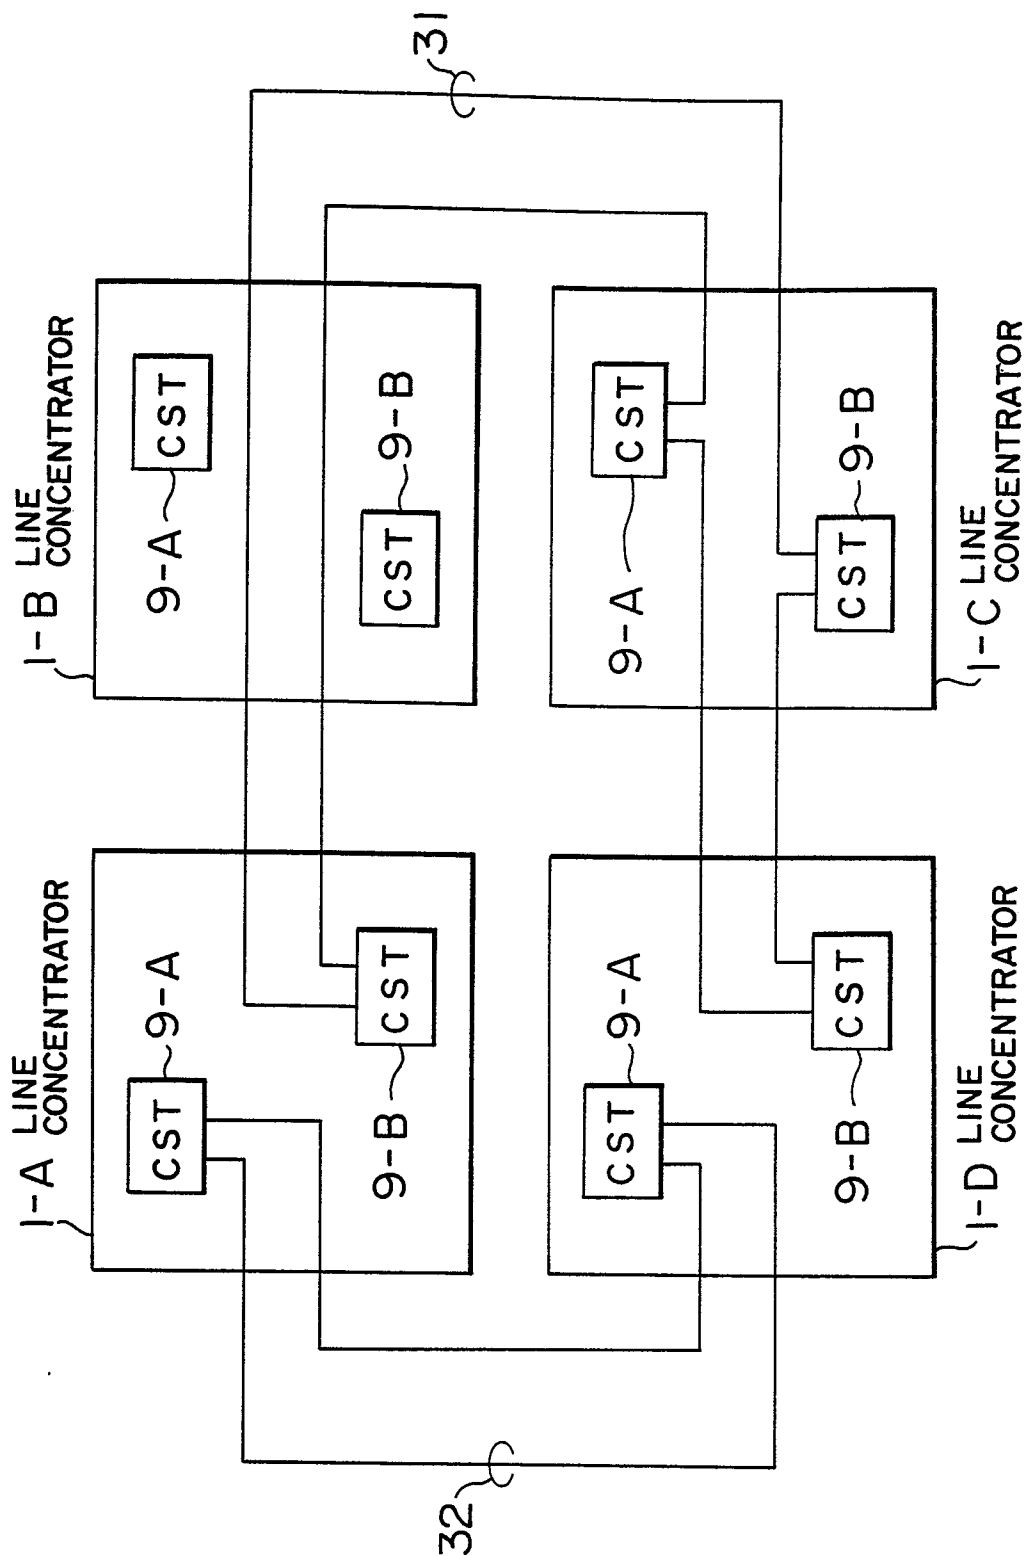 1-A LINE
CONCENTRATOR
CST
9-A
CST
9-B
1-B LINE
CONCENTRATOR
CST
9-A
CST
9-B
31
32
1-D LINE
CONCENTRATOR
CST
9-A
CST
9-B
1-C LINE
CONCENTRATOR
CST
9-A
CST
9-B